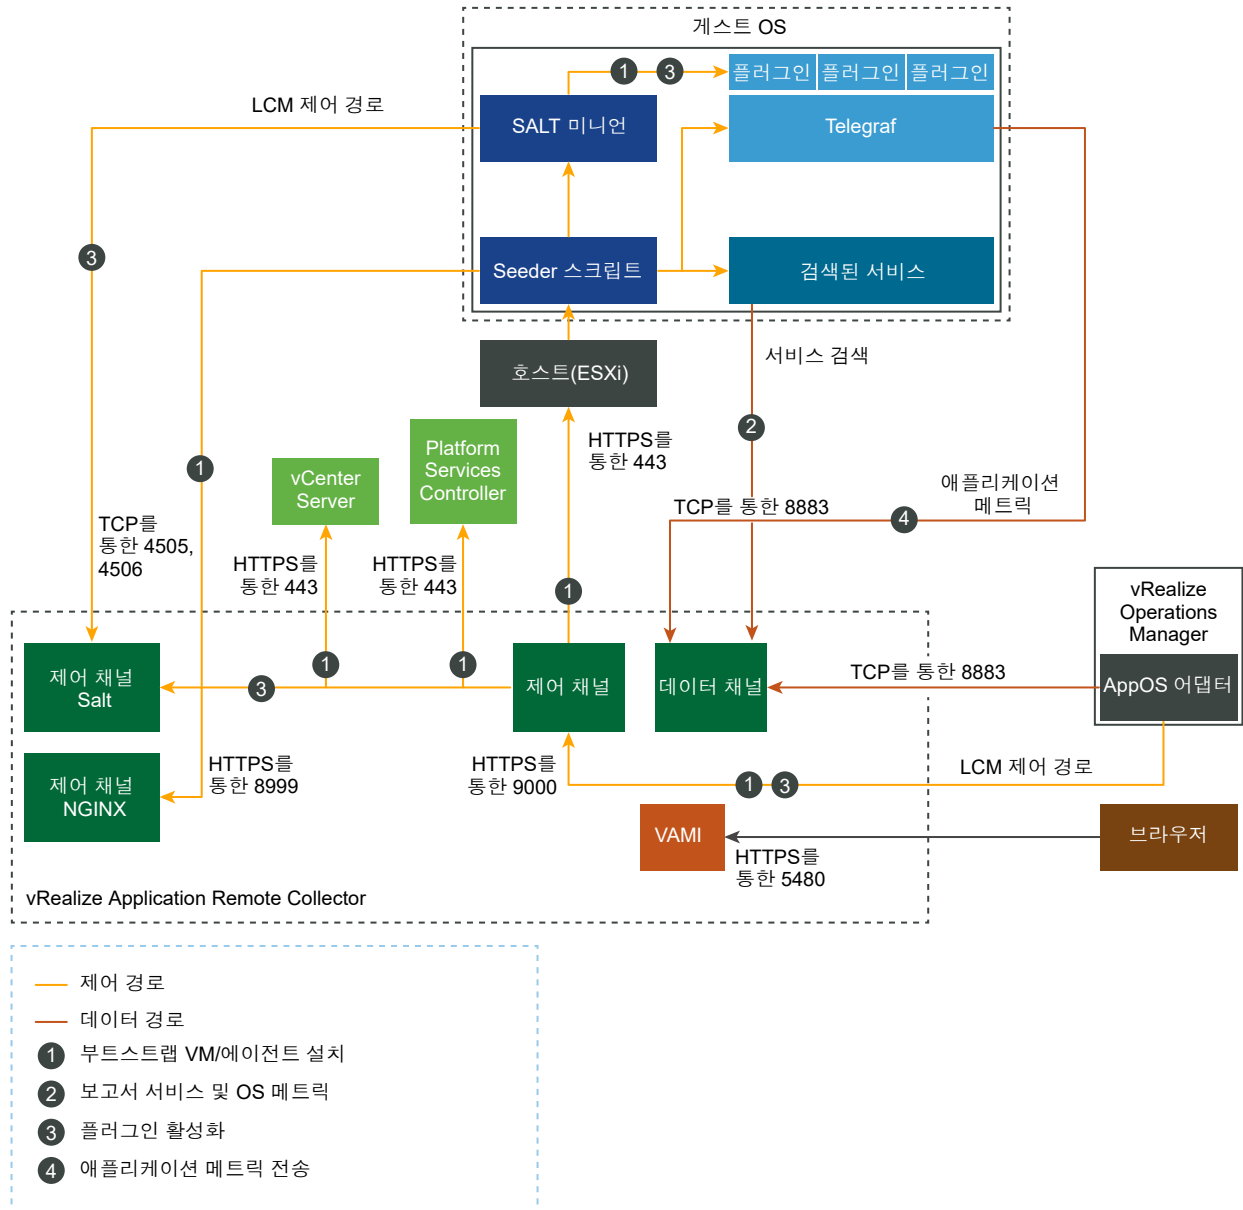 게스트 OS
1
3
플러그인
플러그인
플러그인
LCM 제어 경로
SALT 미니언
Telegraf
3
Seeder 스크립트
검색된 서비스
호스트(ESXi)
서비스 검색
2
HTTPS를
통한 443
Platform
Services
Controller
vCenter
Server
1
애플리케이션
메트릭
TCP를 통한 8883
4
TCP를
통한 4505,
4506
HTTPS를
통한 443
HTTPS를
통한 443
1
vRealize
Operations
Manager
AppOS 어댑터
제어 채널
Salt
3
1
1
제어 채널
데이터 채널
TCP를 통한 8883
제어 채널
NGINX
HTTPS를
통한 8999
HTTPS를
통한 9000
1
3
LCM 제어 경로
VAMI
HTTPS를
통한 5480
브라우저
vRealize Application Remote Collector
제어 경로
데이터 경로
1 부트스트랩 VM/에이전트 설치
2 보고서 서비스 및 OS 메트릭
3 플러그인 활성화
4 애플리케이션 메트릭 전송